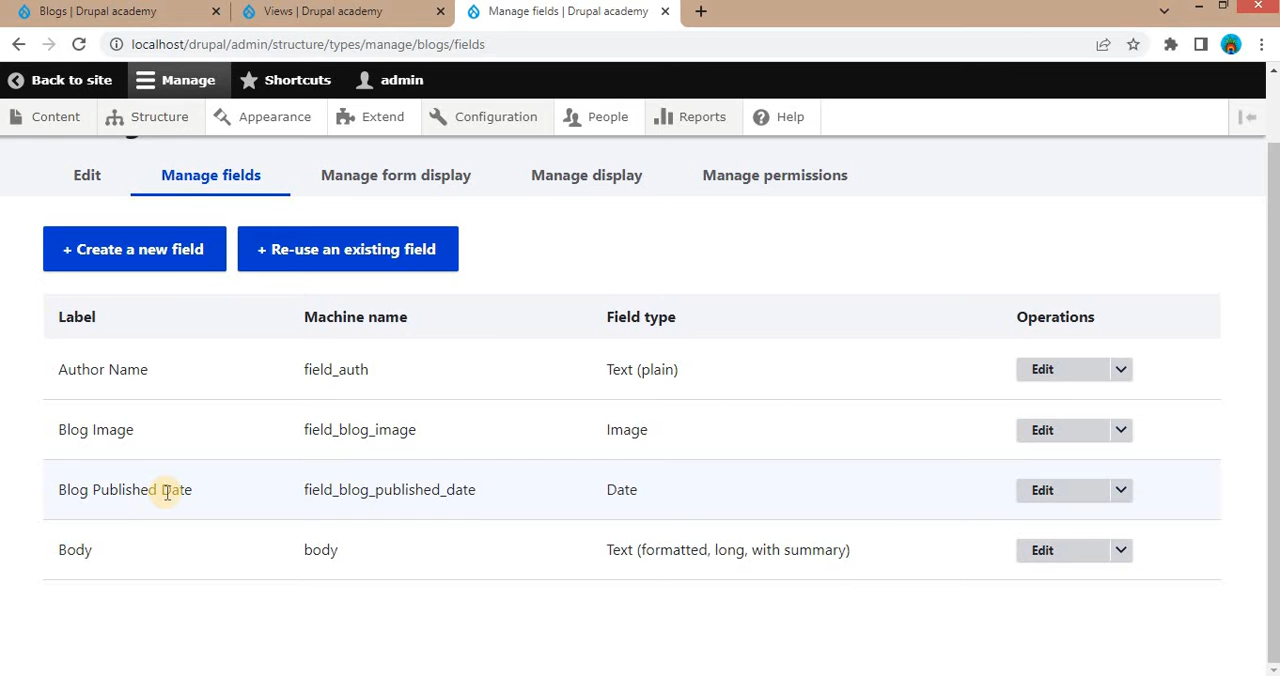 Blogs | Drupal academy
Views | Drupal academy
Manage fields | Drupal academy
localhost/drupal/admin/structure/types/manage/blogs/fields
Back to site Manage Shortcuts admin
Content Structure Appearance Extend Configuration People Reports Help
Edit Manage fields Manage form display Manage display Manage permissions
+ Create a new field + Re-use an existing field
Label Machine name Field type Operations
Author Name field_auth Text (plain) Edit
Blog Image field_blog_image Image Edit
Blog Published Date field_blog_published_date Date Edit
Body body Text (formatted, long, with summary) Edit